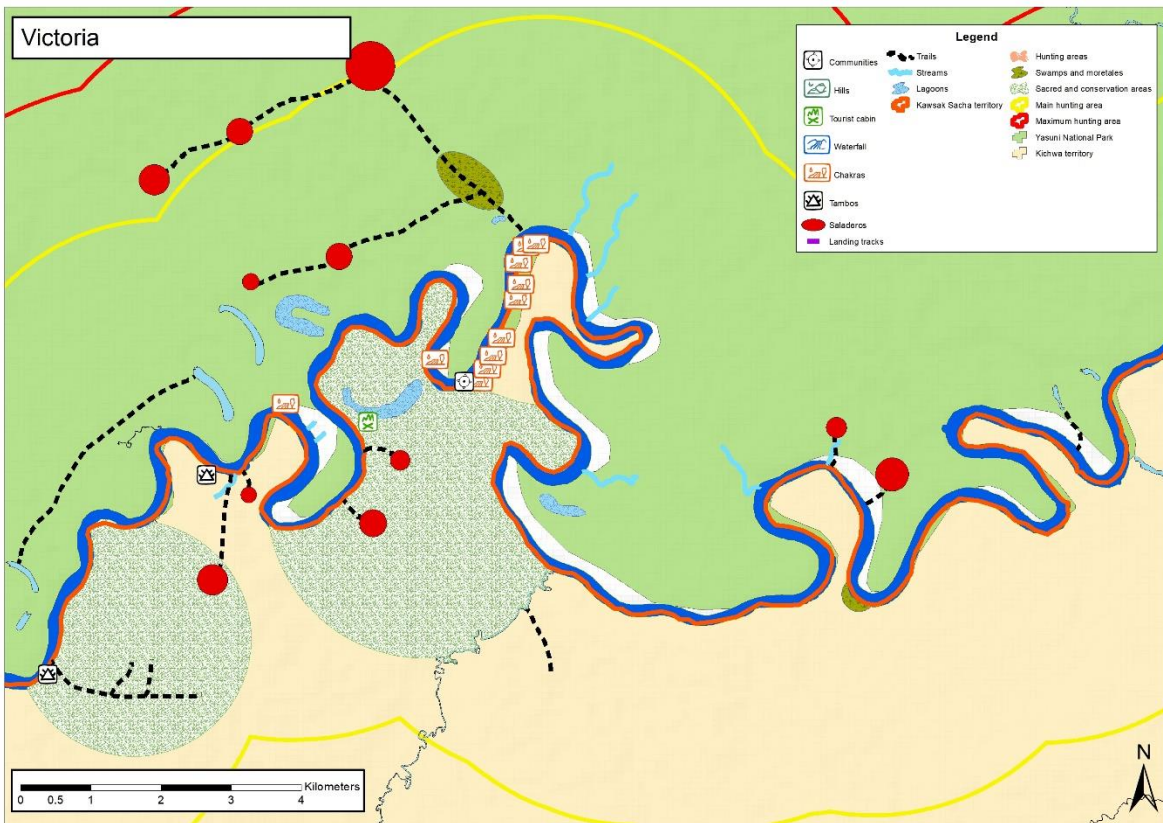 Victoria
Legend
Communities
Hills
Tourist cabin
Waterfall
Chakras
Tambos
Saladeros
Landing tracks
Trails
Streams
Lagoons
Kawsak Sacha territory
Hunting areas
Swamps and moretales
Sacred and conservation areas
Main hunting area
Maximum hunting area
Yasuni National Park
Kichwa territory
N
Kilometers
0 0.5 1 2 3 4